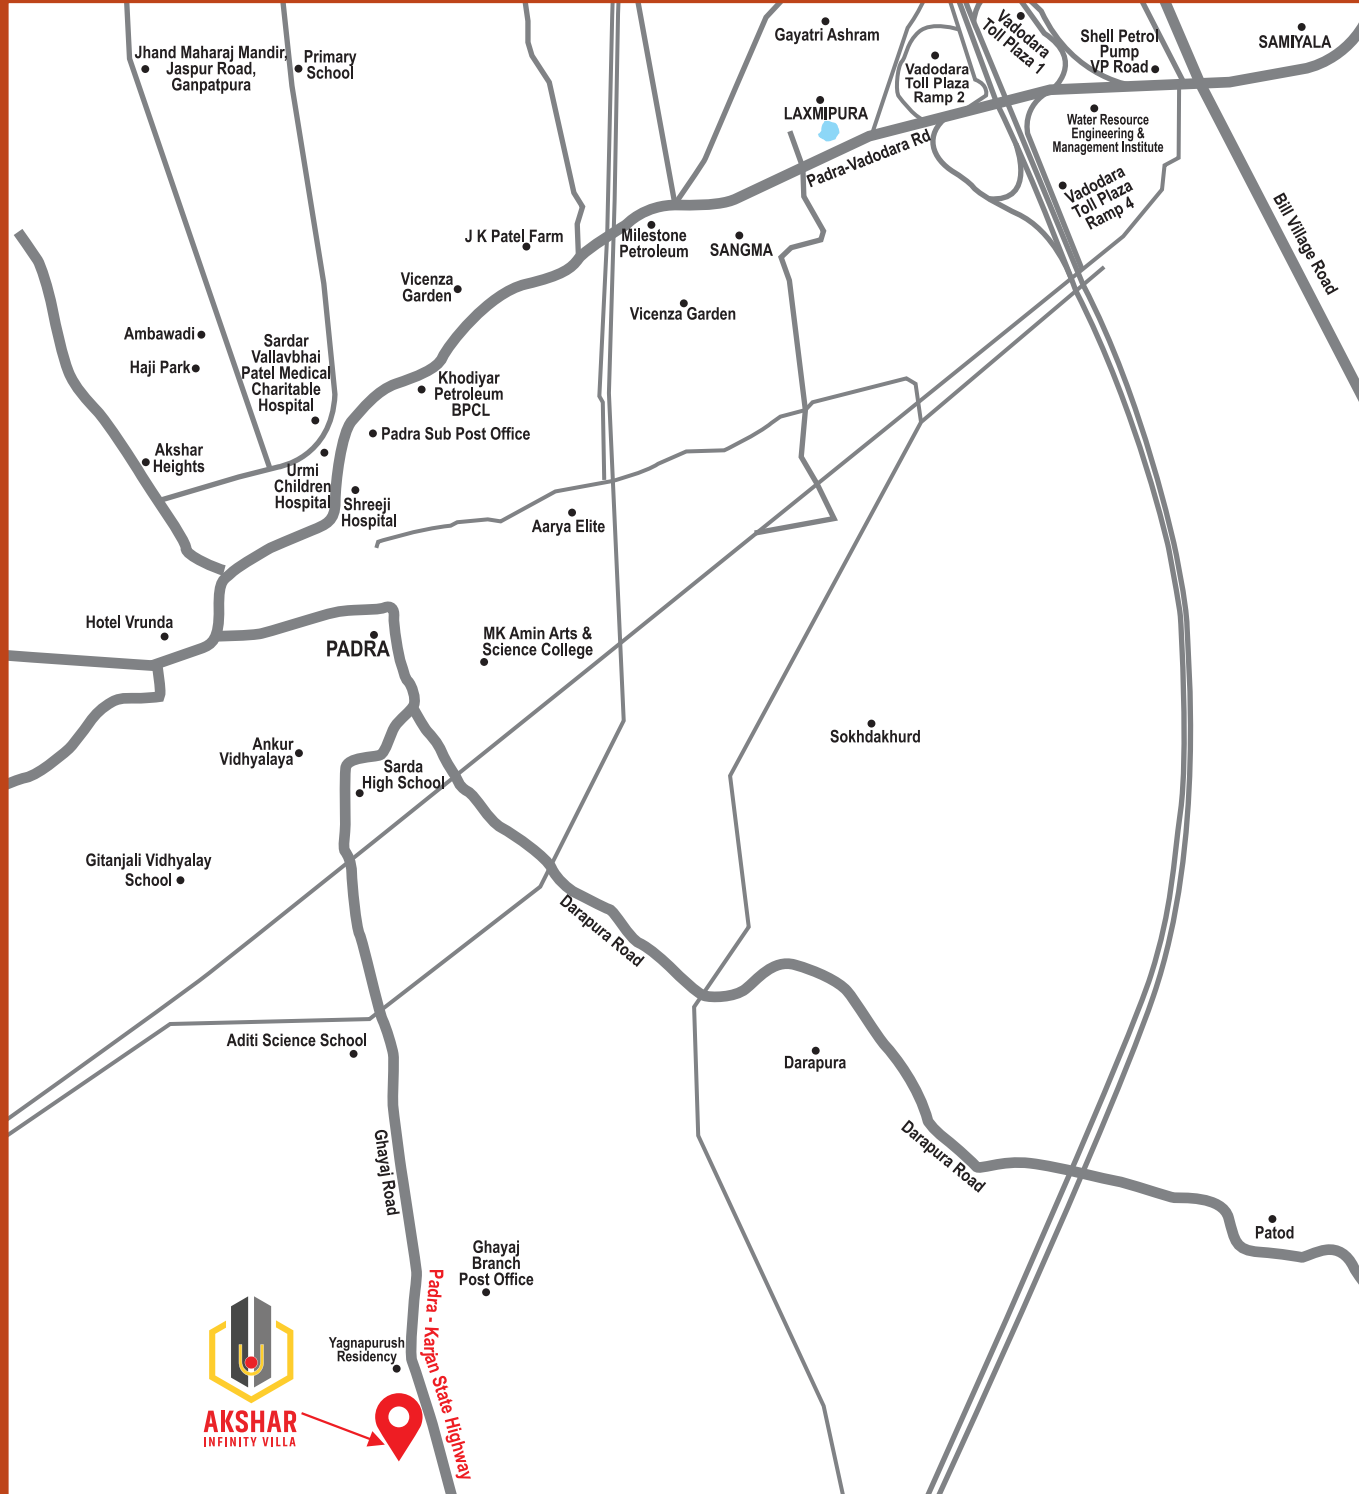 Jhand Maharaj Mandir,
Jaspur Road,
Ganpatpura
Primary
School
Gayatri Ashram
Vadodara
Toll Plaza 1
Shell Petrol
Pump
VP Road
SAMIYALA
Vadodara
Toll Plaza
Ramp 2
LAXMIPURA
Padra-Vadodara Rd
Water Resource
Engineering &
Management Institute
Vadodara
Toll Plaza
Ramp 4
Bill Village Road
J K Patel Farm
Milestone
Petroleum
SANGMA
Vicenza
Garden
Vicenza Garden
Ambawadi
Haji Park
Sardar
Vallavbhai
Patel Medical
Charitable
Hospital
Khodiyar
Petroleum
BPCL
Padra Sub Post Office
Akshar
Heights
Urmi
Children
Hospital
Shreeji
Hospital
Aarya Elite
Hotel Vrunda
PADRA
MK Amin Arts &
Science College
Sokhdakhurd
Ankur
Vidhyalaya
Sarda
High School
Gitanjali Vidhyalay
School
Darapura Road
Aditi Science School
Darapura
Ghayaj Road
Darapura Road
Patod
Ghayaj
Branch
Post Office
Padra - Karjan State Highway
Yagnapurush
Residency
AKSHAR
INFINITY VILLA